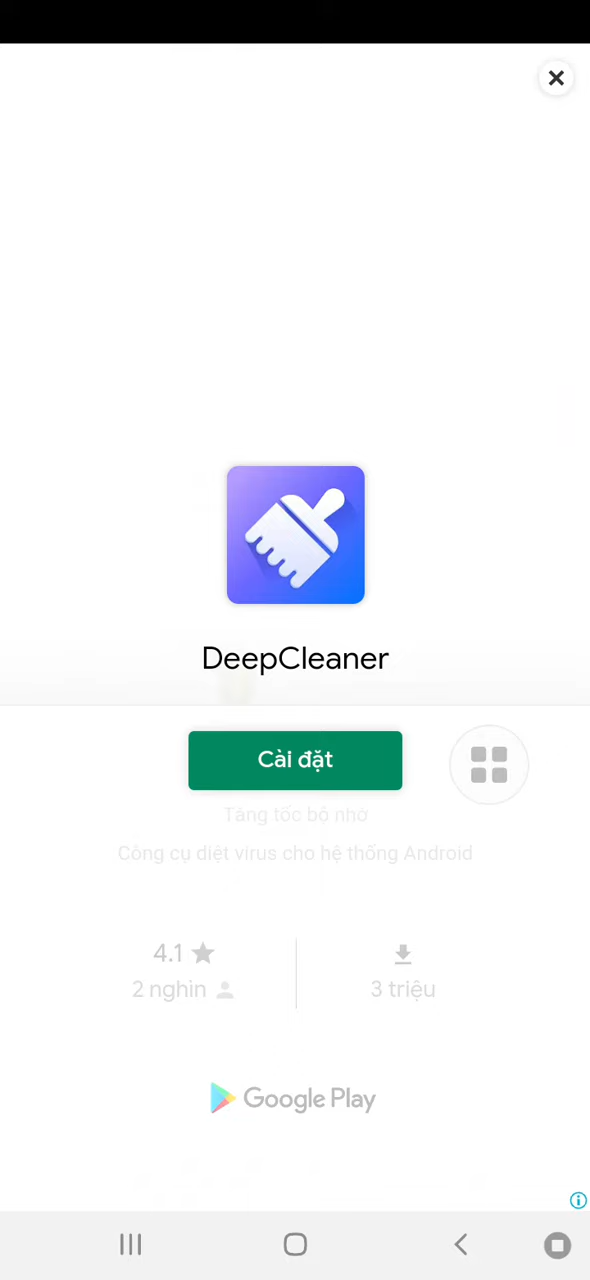 DeepCleaner
Cài đặt
Tăng tốc bộ nhớ
Công cụ diệt virus cho hệ thống Android
4.1
2 nghìn
3 triệu
Google Play